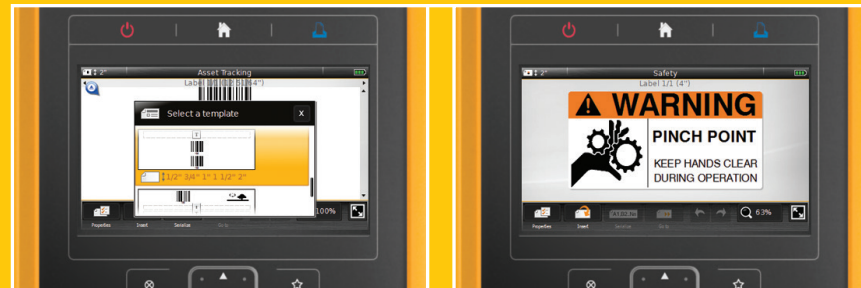 2"
Asset Tracking
Select a template
x
T
1/2" 3/4" 1" 1 1/2" 2"
T
100%
Properties
Insert
Serialize
2"
Safety
Label 1/1 (4")
WARNING
PINCH POINT
KEEP HANDS CLEAR
DURING OPERATION
63%
Properties
Insert
Serialize